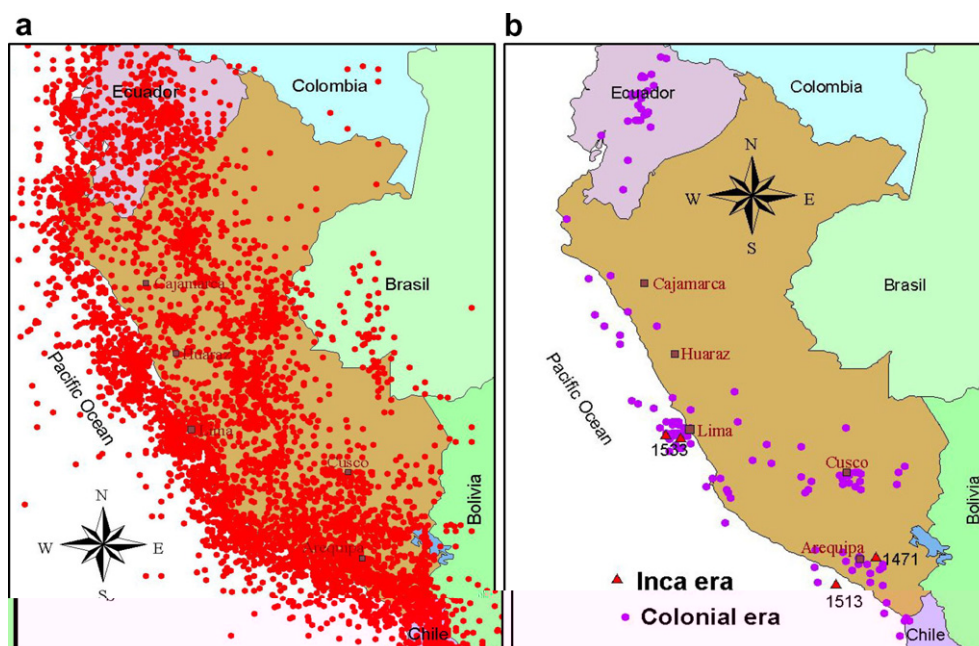 a
Ecuador
Colombia
Cajamarca
Brasil
Huaraz
Pacific Ocean
Lima
Cusco
Bolivia
N
W E
S
Arequipa
Chile
b
Ecuador
Colombia
N
W E
S
Cajamarca
Brasil
Huaraz
Pacific Ocean
Lima
1533
Cusco
Bolivia
Arequipa
1471
Inca era
1513
Colonial era
Chile